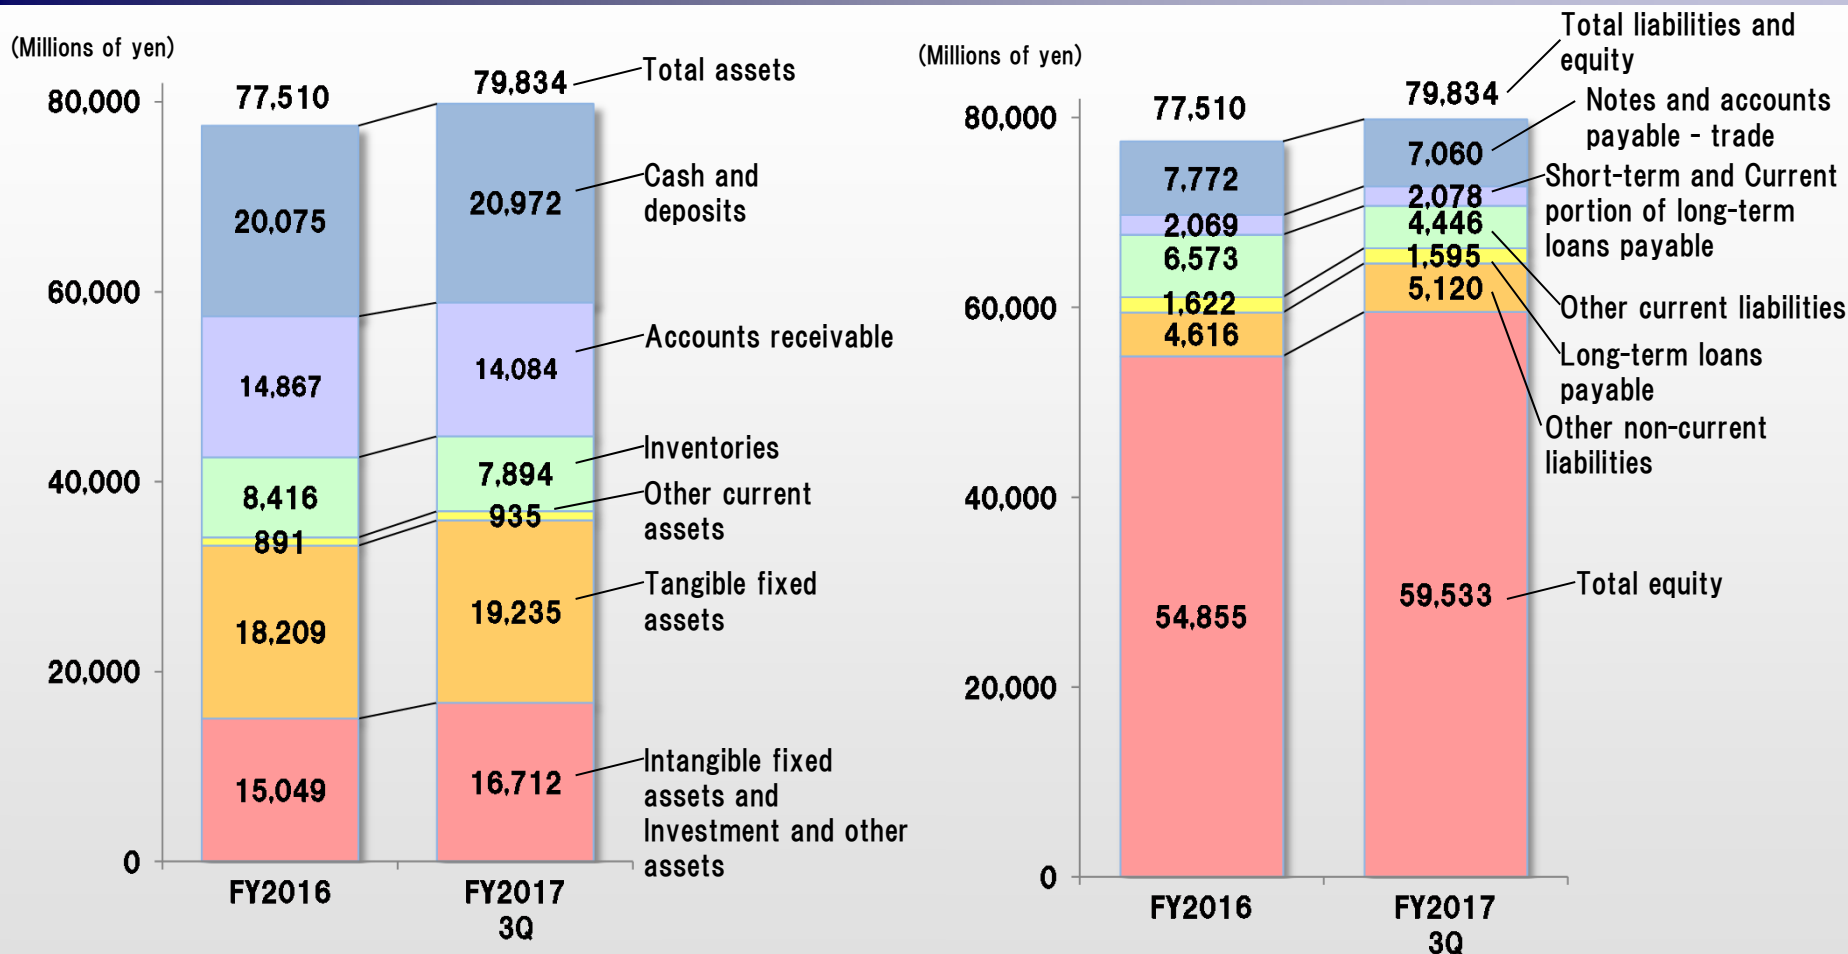 (Millions of yen)
80,000
60,000
40,000
20,000
0
77,510
20,075
14,867
8,416
891
18,209
15,049
FY2016
79,834
20,972
14,084
7,894
935
19,235
16,712
FY2017
3Q
Total assets
Cash and
deposits
Accounts receivable
Inventories
Other current
assets
Tangible fixed
assets
Intangible fixed
assets and
Investment and other
assets
(Millions of yen)
80,000
60,000
40,000
20,000
0
77,510
7,772
2,069
6,573
1,622
4,616
54,855
FY2016
79,834
7,060
2,078
4,446
1,595
5,120
59,533
FY2017
3Q
Total liabilities and
equity
Notes and accounts
payable - trade
Short-term and Current
portion of long-term
loans payable
Other current liabilities
Long-term loans
payable
Other non-current
liabilities
Total equity